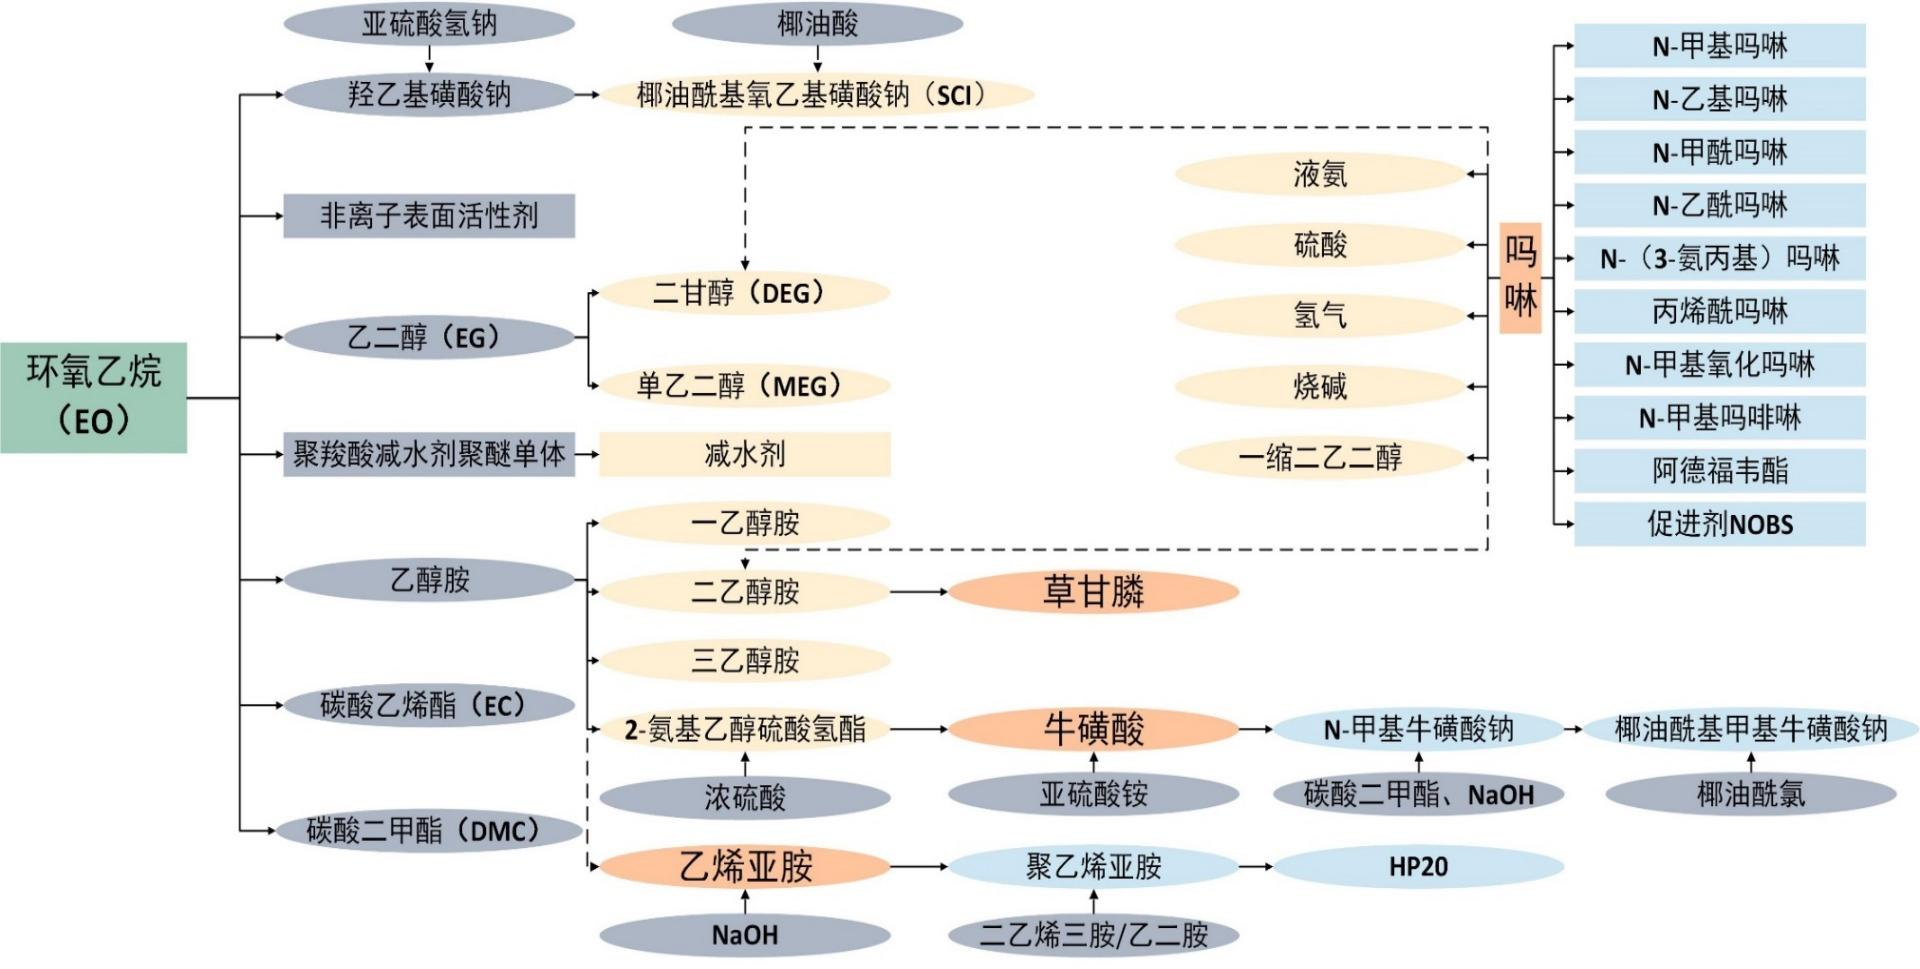 亚硫酸氢钠
椰油酸
羟乙基磺酸钠
椰油酰基氧乙基磺酸钠（SCI）
非离子表面活性剂
二甘醇（DEG）
乙二醇（EG）
单乙二醇（MEG）
环氧乙烷
（EO）
聚羧酸减水剂聚醚单体
减水剂
一乙醇胺
乙醇胺
二乙醇胺
草甘膦
三乙醇胺
碳酸乙烯酯（EC）
2-氨基乙醇硫酸氢酯
牛磺酸
N-甲基牛磺酸钠
椰油酰基甲基牛磺酸钠
浓硫酸
亚硫酸铵
碳酸二甲酯、NaOH
椰油酰氯
碳酸二甲酯（DMC）
乙烯亚胺
聚乙烯亚胺
HP20
NaOH
二乙烯三胺/乙二胺
液氨
硫酸
氢气
烧碱
一缩二乙二醇
吗
啉
N-甲基吗啉
N-乙基吗啉
N-甲酰吗啉
N-乙酰吗啉
N-（3-氨丙基）吗啉
丙烯酰吗啉
N-甲基氧化吗啉
N-甲基吗啡啉
阿德福韦酯
促进剂NOBS